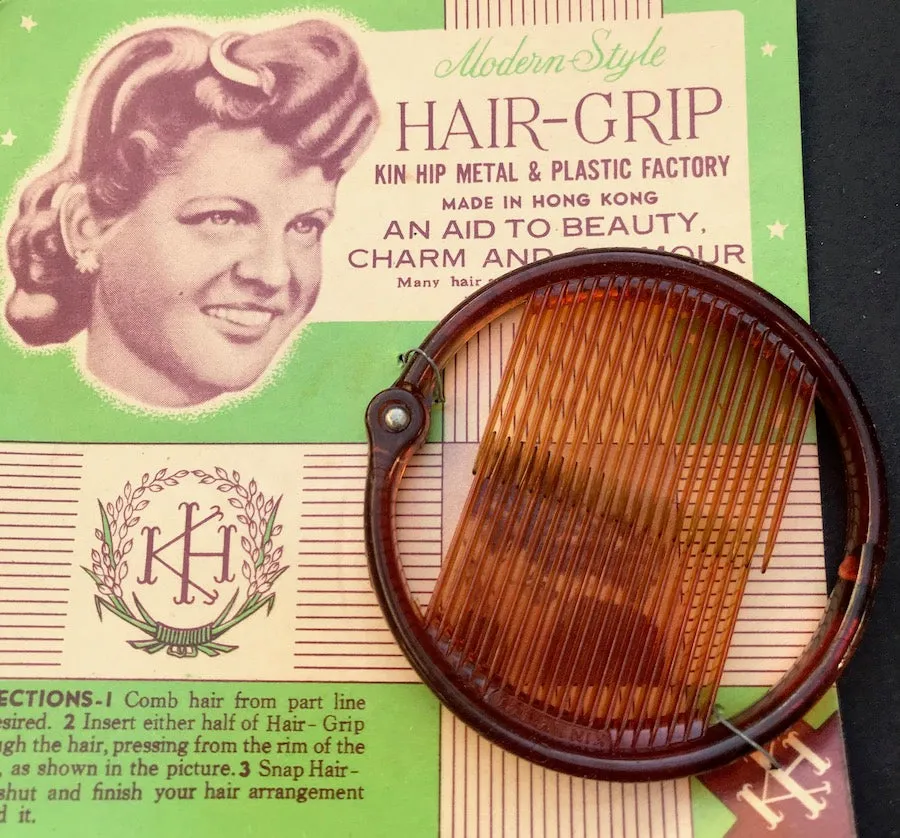 Modern-Style
HAIR-GRIP
KIN HIP METAL & PLASTIC FACTORY
MADE IN HONG KONG
AN AID TO BEAUTY,
CHARM AND
Many hair
KH
ECTIONS-1 Comb hair from part line
esired. 2 Insert either half of Hair-Grip
gh the hair, pressing from the rim of the
, as shown in the picture. 3 Snap Hair-
shut and finish your hair arrangement
d it.
KH